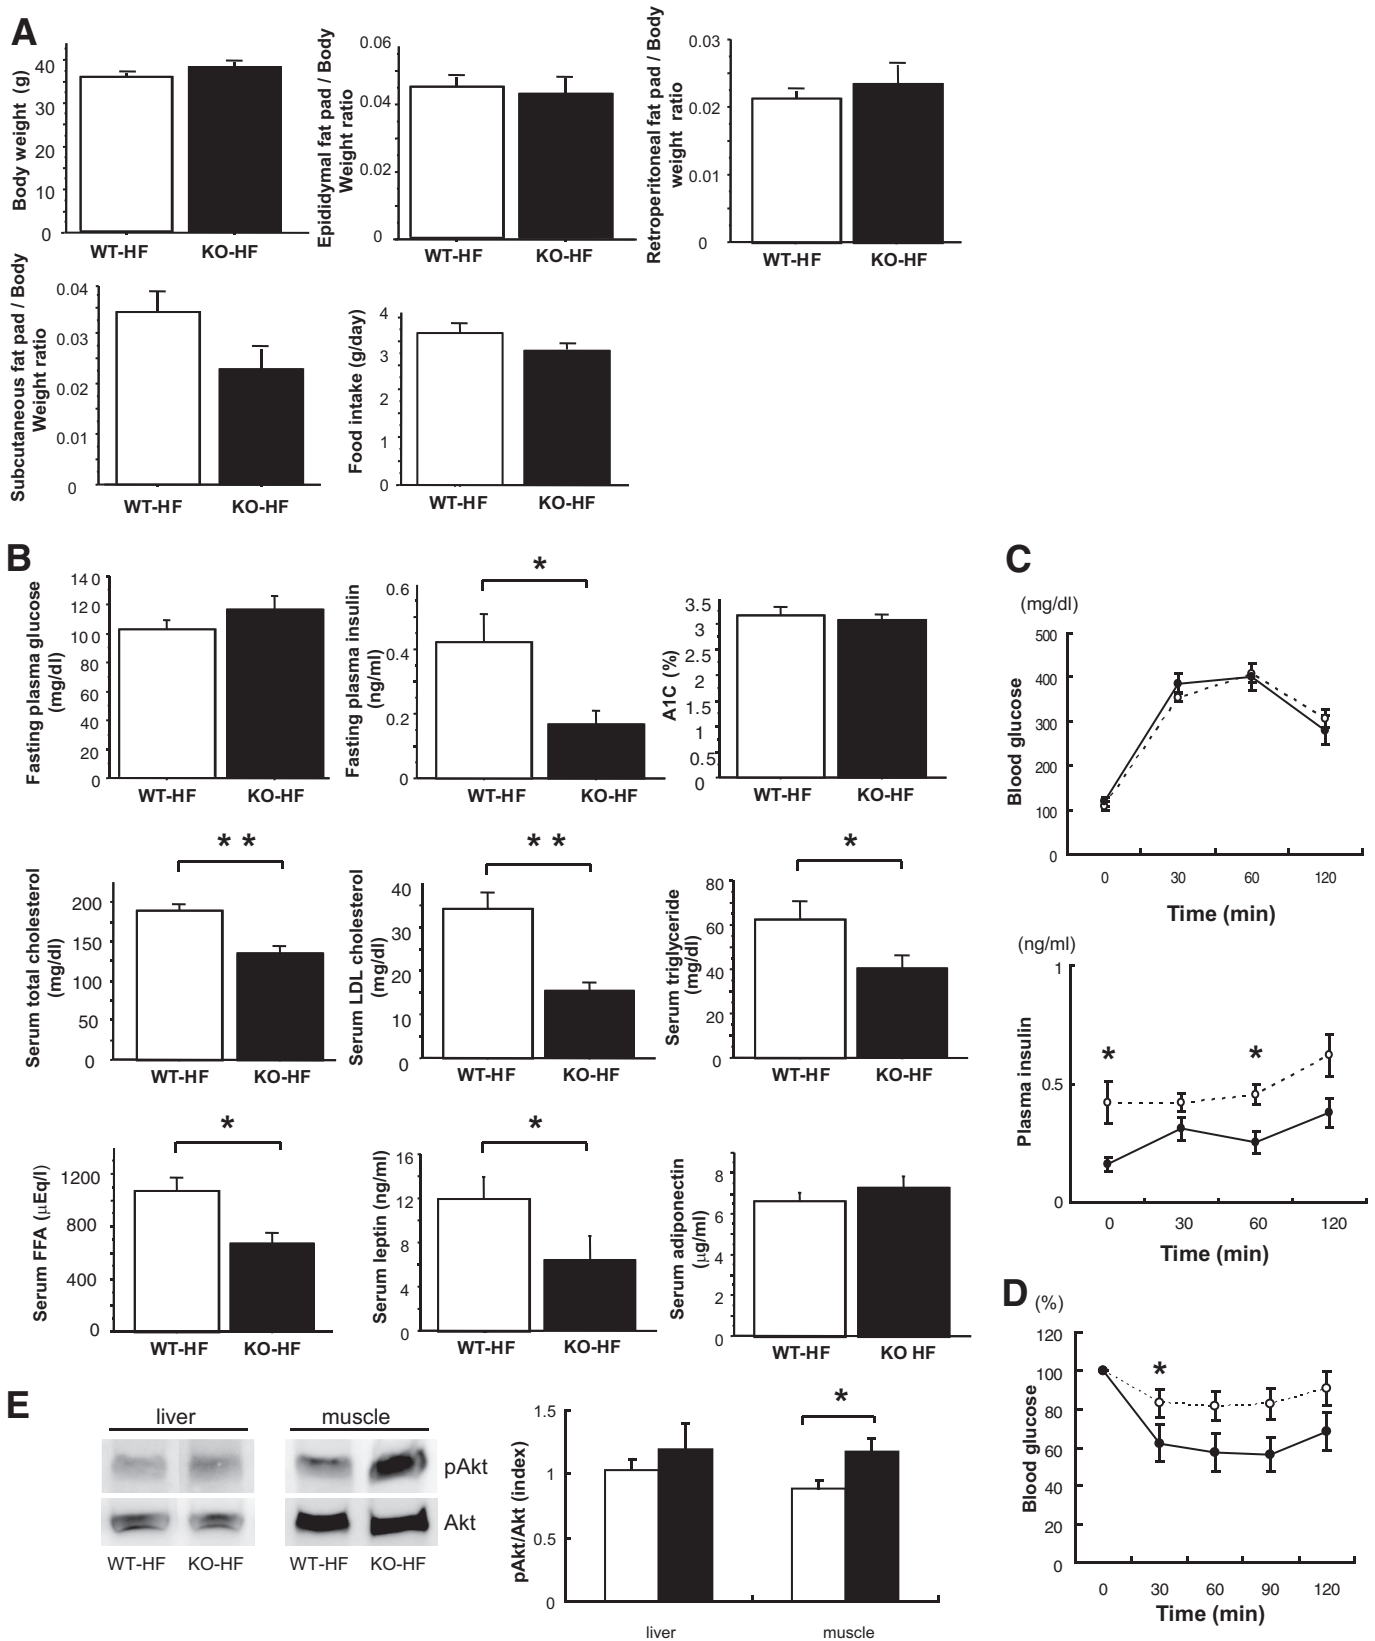 A
Body weight (g)
40
30
20
10
0
WT-HF KO-HF
Epididymal fat pad / Body
Weight ratio
0.06
0.04
0.02
0
WT-HF KO-HF
Retroperitoneal fat pad / Body
weight ratio
0.03
0.02
0.01
0
WT-HF KO-HF
Subcutaneous fat pad / Body
Weight ratio
0.04
0.03
0.02
0.01
0
WT-HF KO-HF
Food intake (g/day)
4
3
2
1
0
WT-HF KO-HF
B
Fasting plasma glucose
(mg/dl)
140
120
100
80
60
40
20
0
WT-HF KO-HF
Fasting plasma insulin
(ng/ml)
0.6
0.4
0.2
0
*
WT-HF KO-HF
A1C (%)
3.5
3
2.5
2
1.5
1
0.5
0
WT-HF KO-HF
Serum total cholesterol
(mg/dl)
200
150
100
50
0
* *
WT-HF KO-HF
Serum LDL cholesterol
(mg/dl)
40
30
20
10
0
* *
WT-HF KO-HF
Serum triglyceride
(mg/dl)
80
60
40
20
0
*
WT-HF KO-HF
Serum FFA (μEq/l)
1200
800
400
0
*
WT-HF KO-HF
Serum leptin (ng/ml)
16
12
8
4
0
*
WT-HF KO-HF
Serum adiponectin
(μg/ml)
8
6
4
2
0
WT-HF KO HF
C
(mg/dl)
Blood glucose
500
400
300
200
100
0
0 30 60 120
Time (min)
(ng/ml)
Plasma insulin
1
0.5
0
* *
0 30 60 120
Time (min)
D (%)
Blood glucose
120
100
80
60
40
20
0
*
0 30 60 90 120
Time (min)
E
liver muscle
pAkt
Akt
WT-HF KO-HF WT-HF KO-HF
pAkt/Akt (index)
1.5
1
0.5
0
*
liver muscle